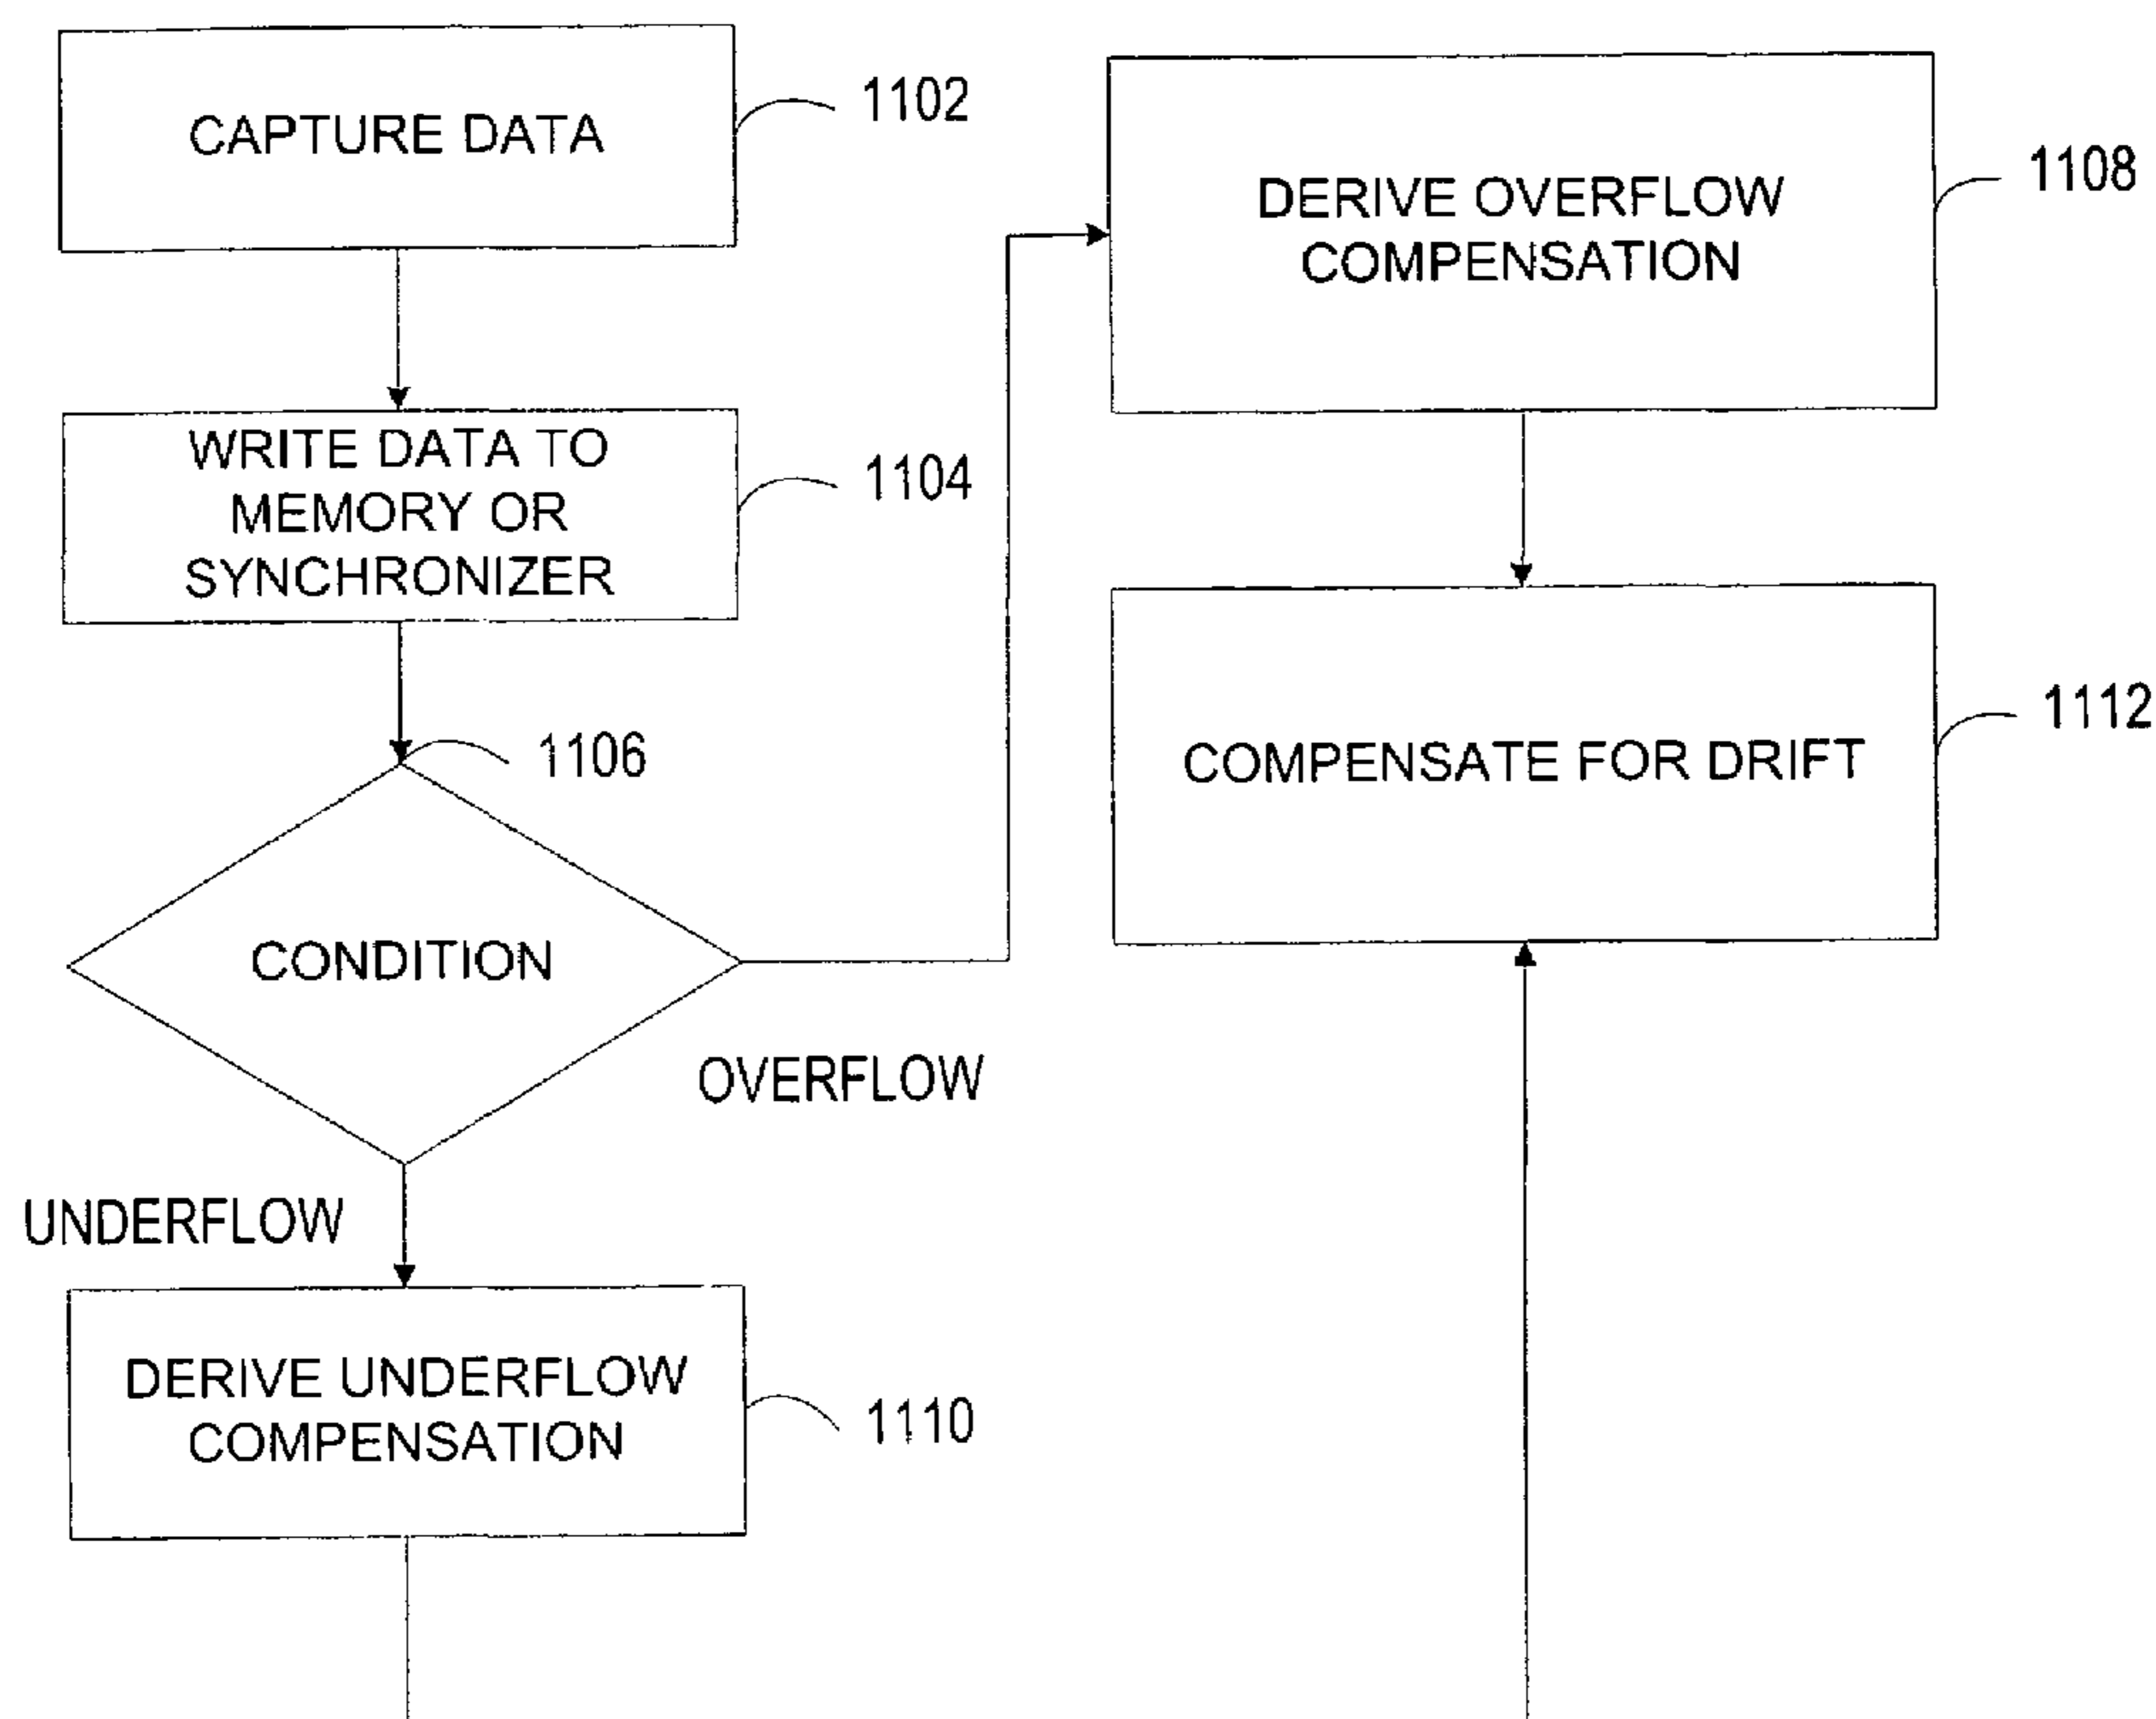 CAPTURE DATA
1102
WRITE DATA TO
MEMORY OR
SYNCHRONIZER
1104
1106
CONDITION
OVERFLOW
UNDERFLOW
DERIVE UNDERFLOW
COMPENSATION
1110
DERIVE OVERFLOW
COMPENSATION
1108
COMPENSATE FOR DRIFT
1112